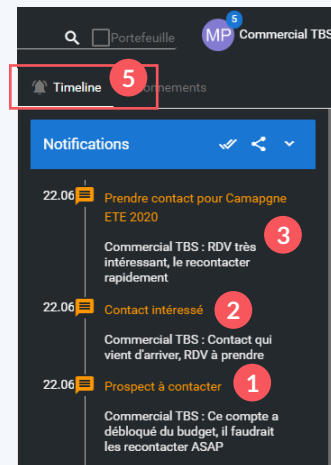 5
Portefeuille
MP
Commercial TBS
Timeline
5
Notifications
22.06
Prendre contact pour Camapgne
ETE 2020
3
Commercial TBS : RDV très
intéressant, le recontacter
rapidement
22.06
Contact intéressé
2
Commercial TBS : Contact qui
vient d'arriver, RDV à prendre
22.06
Prospect à contacter
1
Commercial TBS : Ce compte a
débloqué du budget, il faudrait
les recontacter ASAP